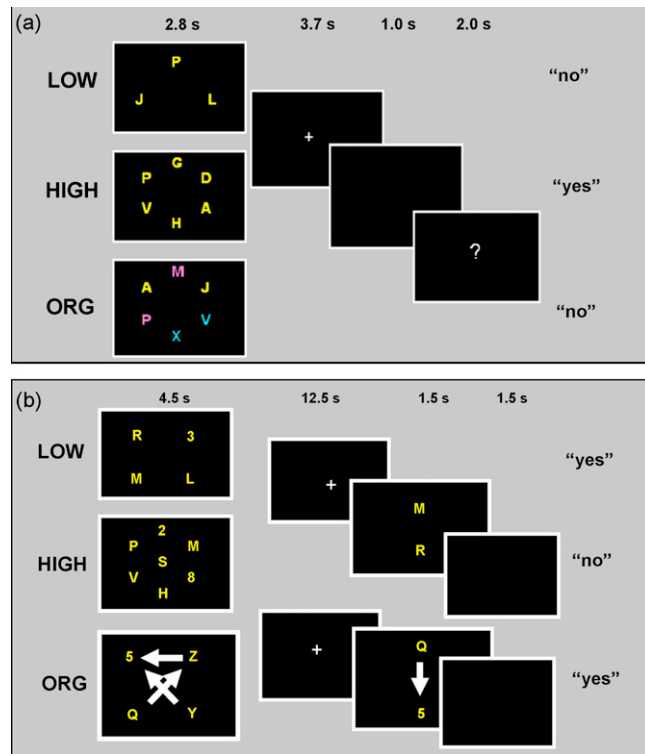 (a)
2.8 s 3.7 s 1.0 s 2.0 s
LOW
P
J L
"no"
+
HIGH
G
P D
V A
H
"yes"
?
ORG
M
A J
P V
X
"no"
(b)
4.5 s 12.5 s 1.5 s 1.5 s
LOW
R 3
M L
"yes"
+
M
R
HIGH
2
P M
S
V 8
H
"no"
ORG
5 Z
Q Y
+
Q
5
"yes"